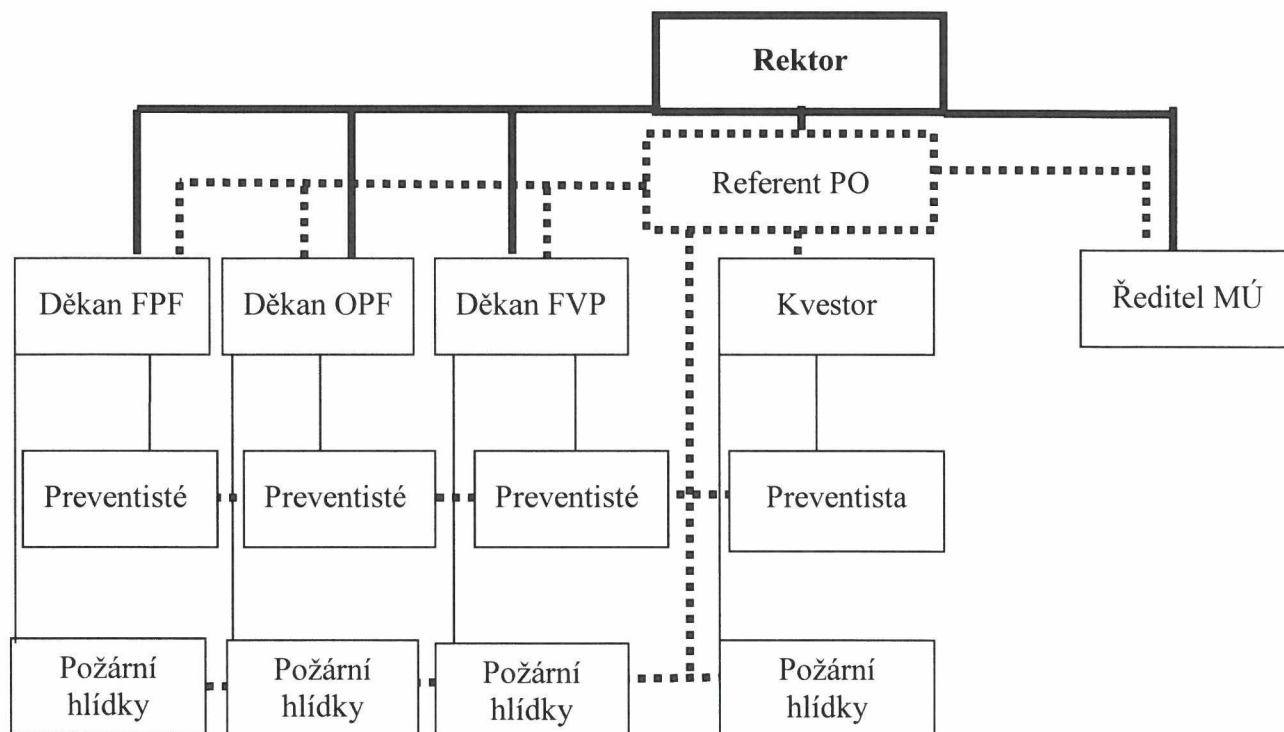 Rektor
Referent PO
Děkan FPF
Děkan OPF
Děkan FVP
Kvestor
Ředitel MÚ
Preventisté
Preventisté
Preventisté
Preventista
Požární
hlídky
Požární
hlídky
Požární
hlídky
Požární
hlídky